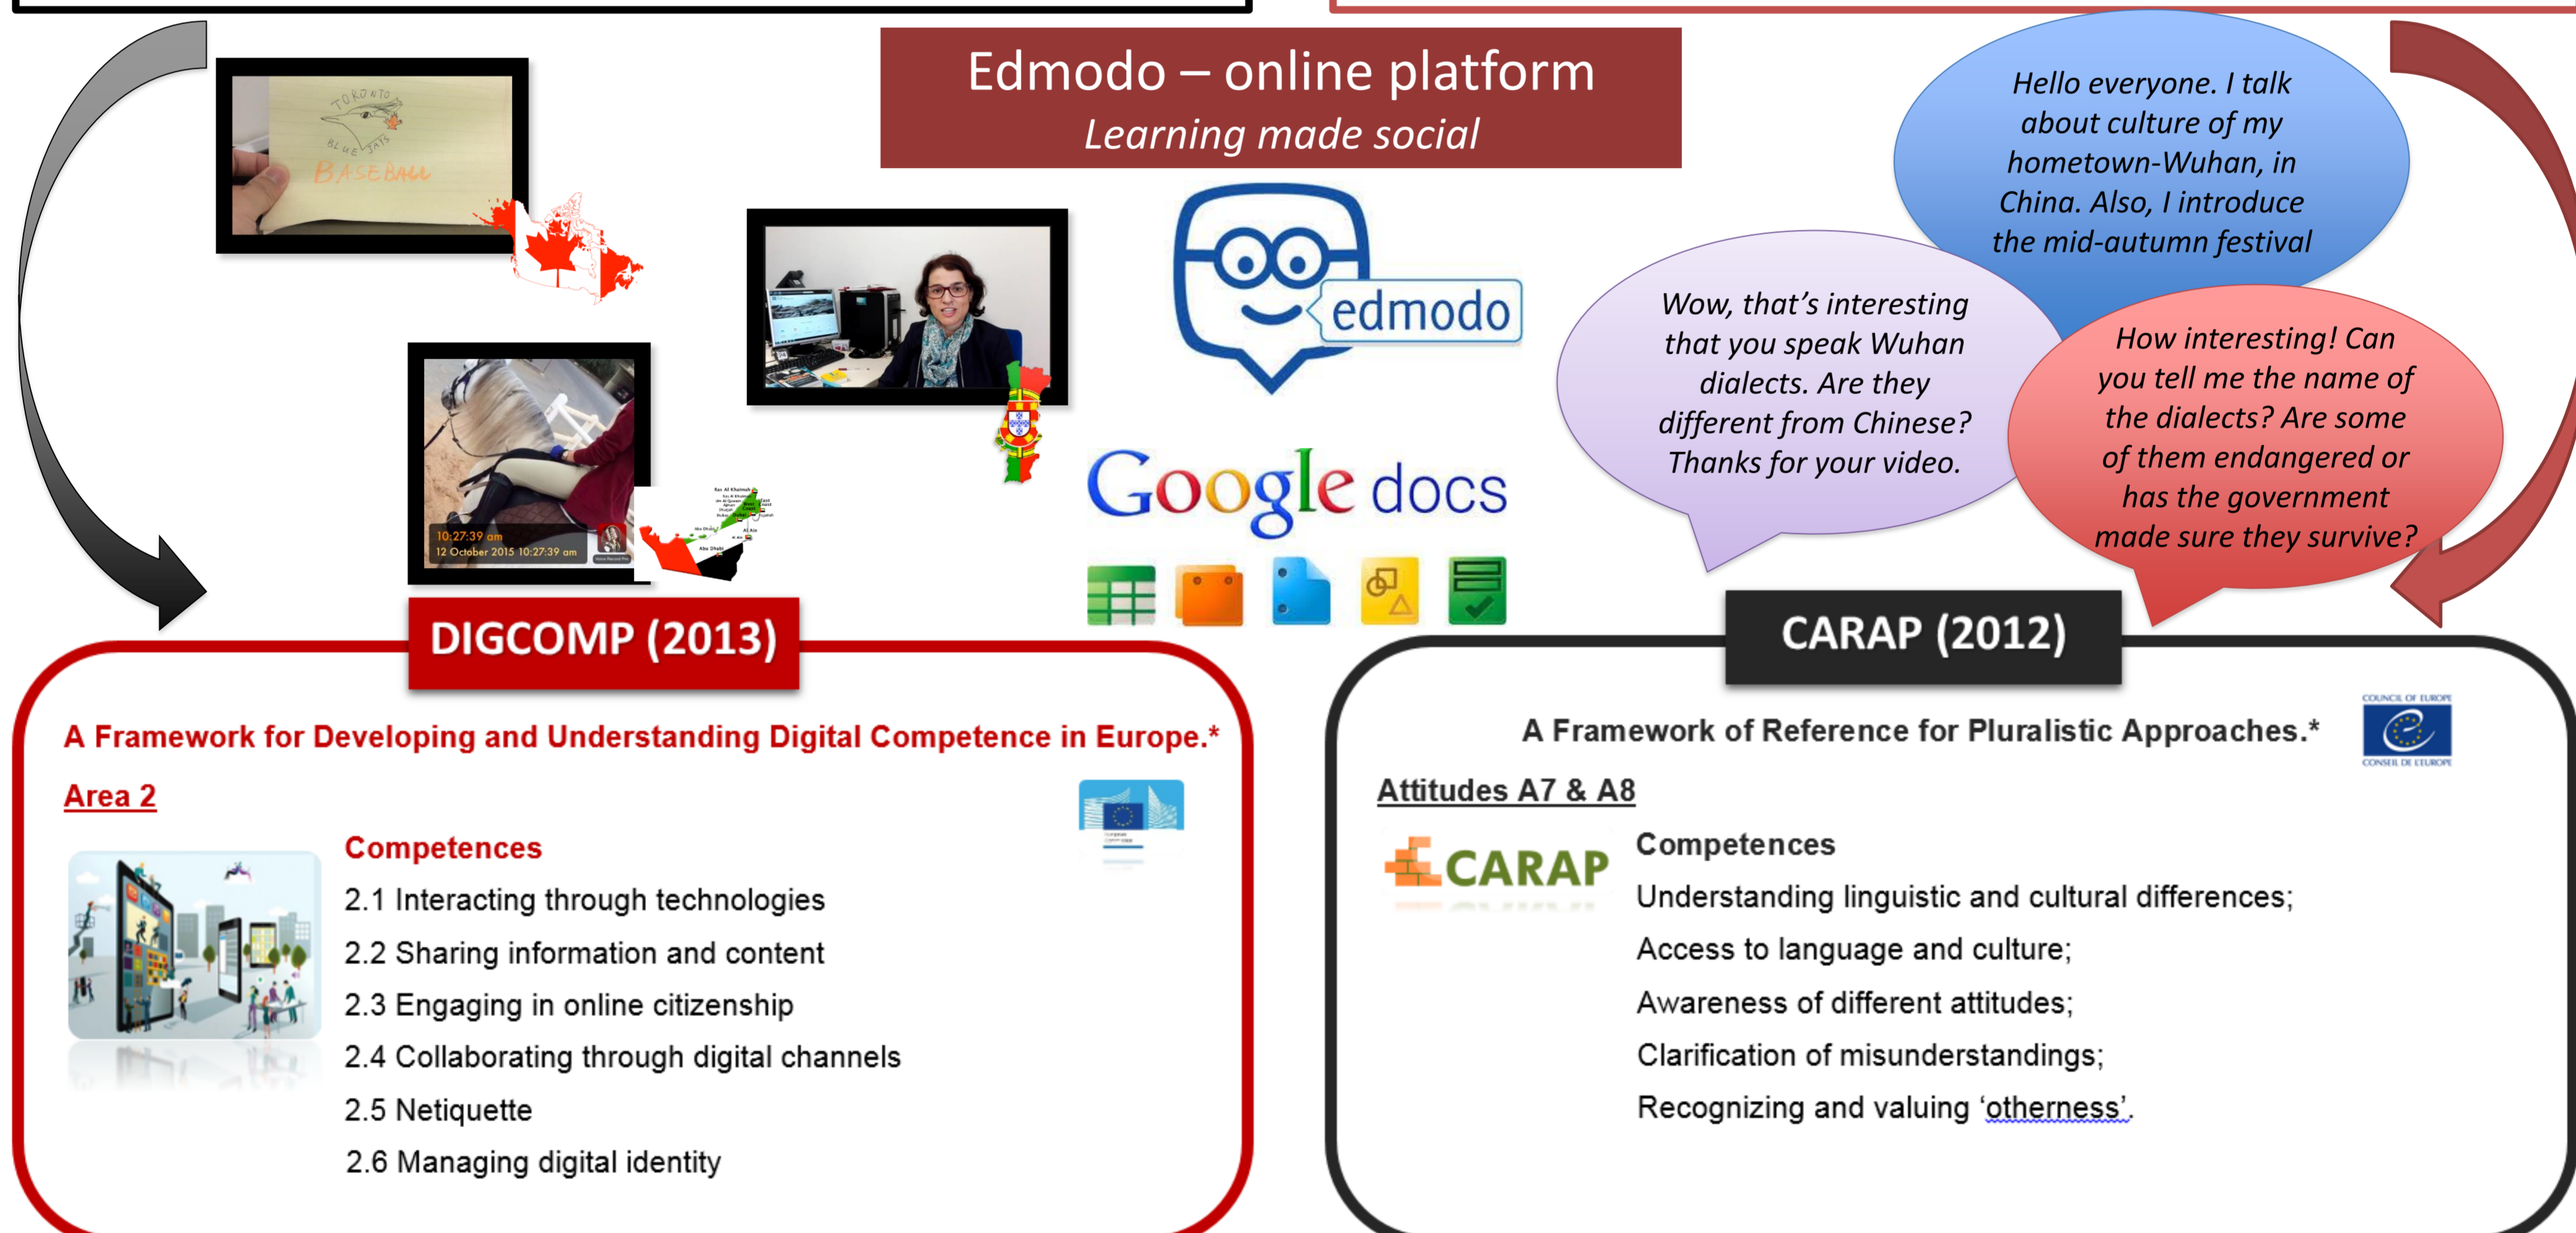 Edmodo – online platform
Learning made social
TORONTO
BLUE JAYS
BASEBALL
edmodo
Google docs
10:27:39 am
12 October 2015 10:27:39 am
Ras Al Khaimah
Abu Dhabi
Al Ain
Hello everyone. I talk
about culture of my
hometown-Wuhan, in
China. Also, I introduce
the mid-autumn festival
Wow, that's interesting
that you speak Wuhan
dialects. Are they
different from Chinese?
Thanks for your video.
How interesting! Can
you tell me the name of
the dialects? Are some
of them endangered or
has the government
made sure they survive?
DIGCOMP (2013)
A Framework for Developing and Understanding Digital Competence in Europe.*
Area 2
Competences
2.1 Interacting through technologies
2.2 Sharing information and content
2.3 Engaging in online citizenship
2.4 Collaborating through digital channels
2.5 Netiquette
2.6 Managing digital identity
CARAP (2012)
COUNCIL OF EUROPE
CONSEIL DE L'EUROPE
A Framework of Reference for Pluralistic Approaches.*
Attitudes A7 & A8
CARAP
Competences
Understanding linguistic and cultural differences;
Access to language and culture;
Awareness of different attitudes;
Clarification of misunderstandings;
Recognizing and valuing 'otherness'.